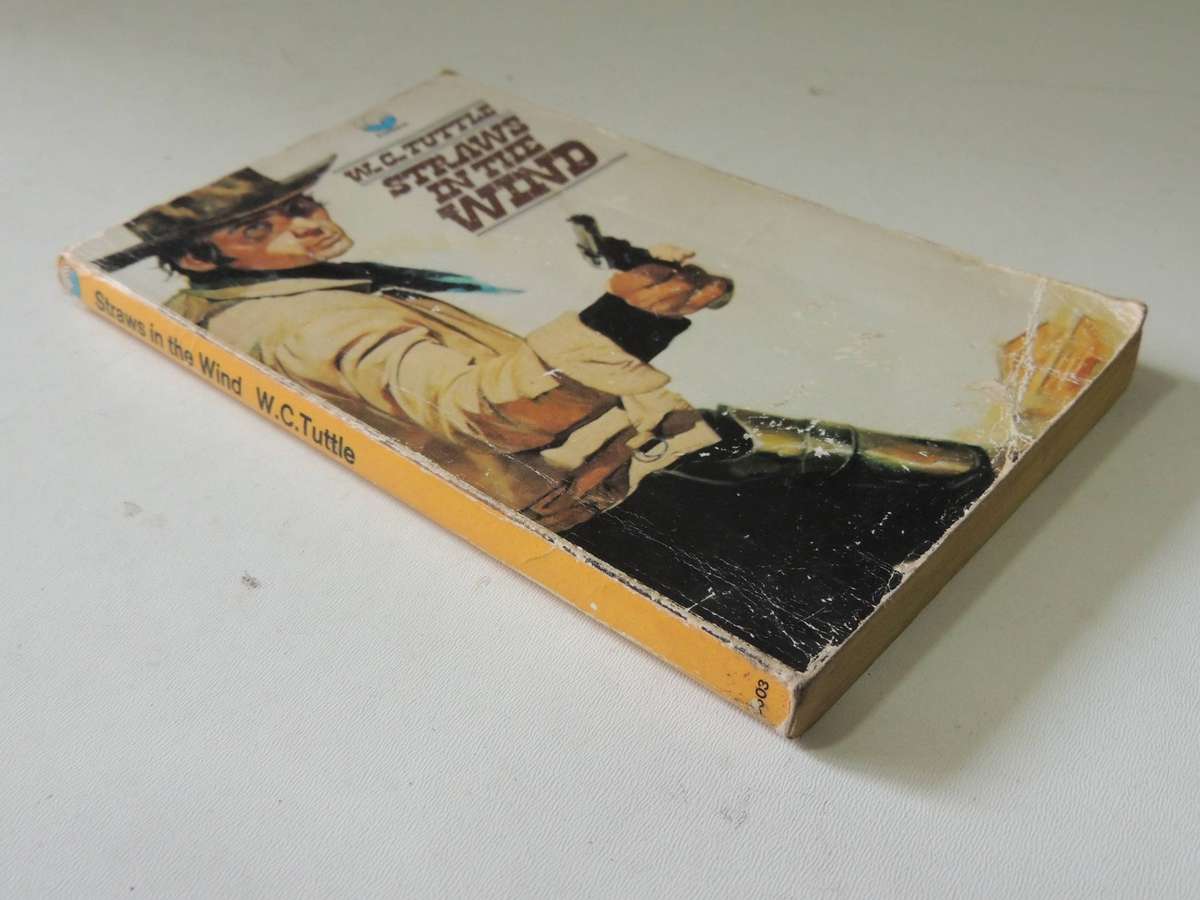 W. C. TUTTLE
STRAWS
IN THE
WIND
Straws in the Wind W.C.Tuttle